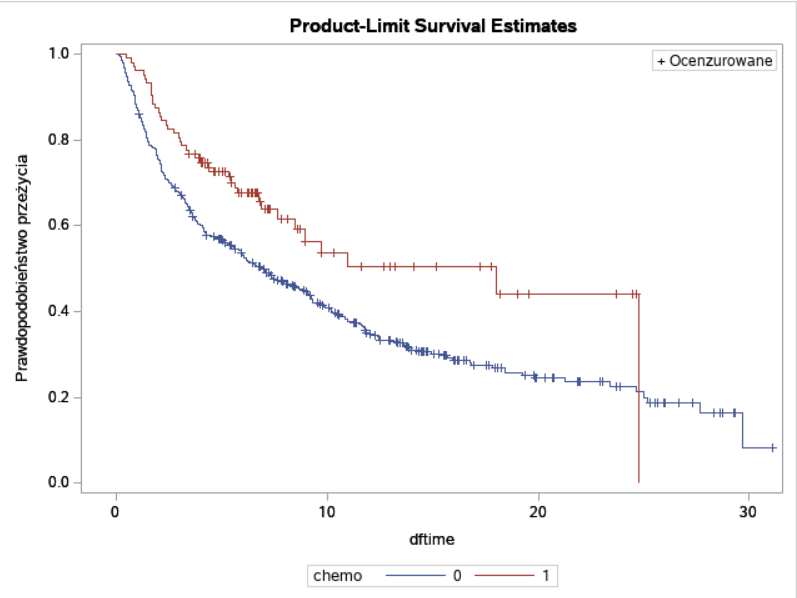 Product-Limit Survival Estimates
+ Ocenzurowane
Prawdopodobieństwo przeżycia
1.0
0.8
0.6
0.4
0.2
0.0
0 10 20 30
dftime
chemo 0 1